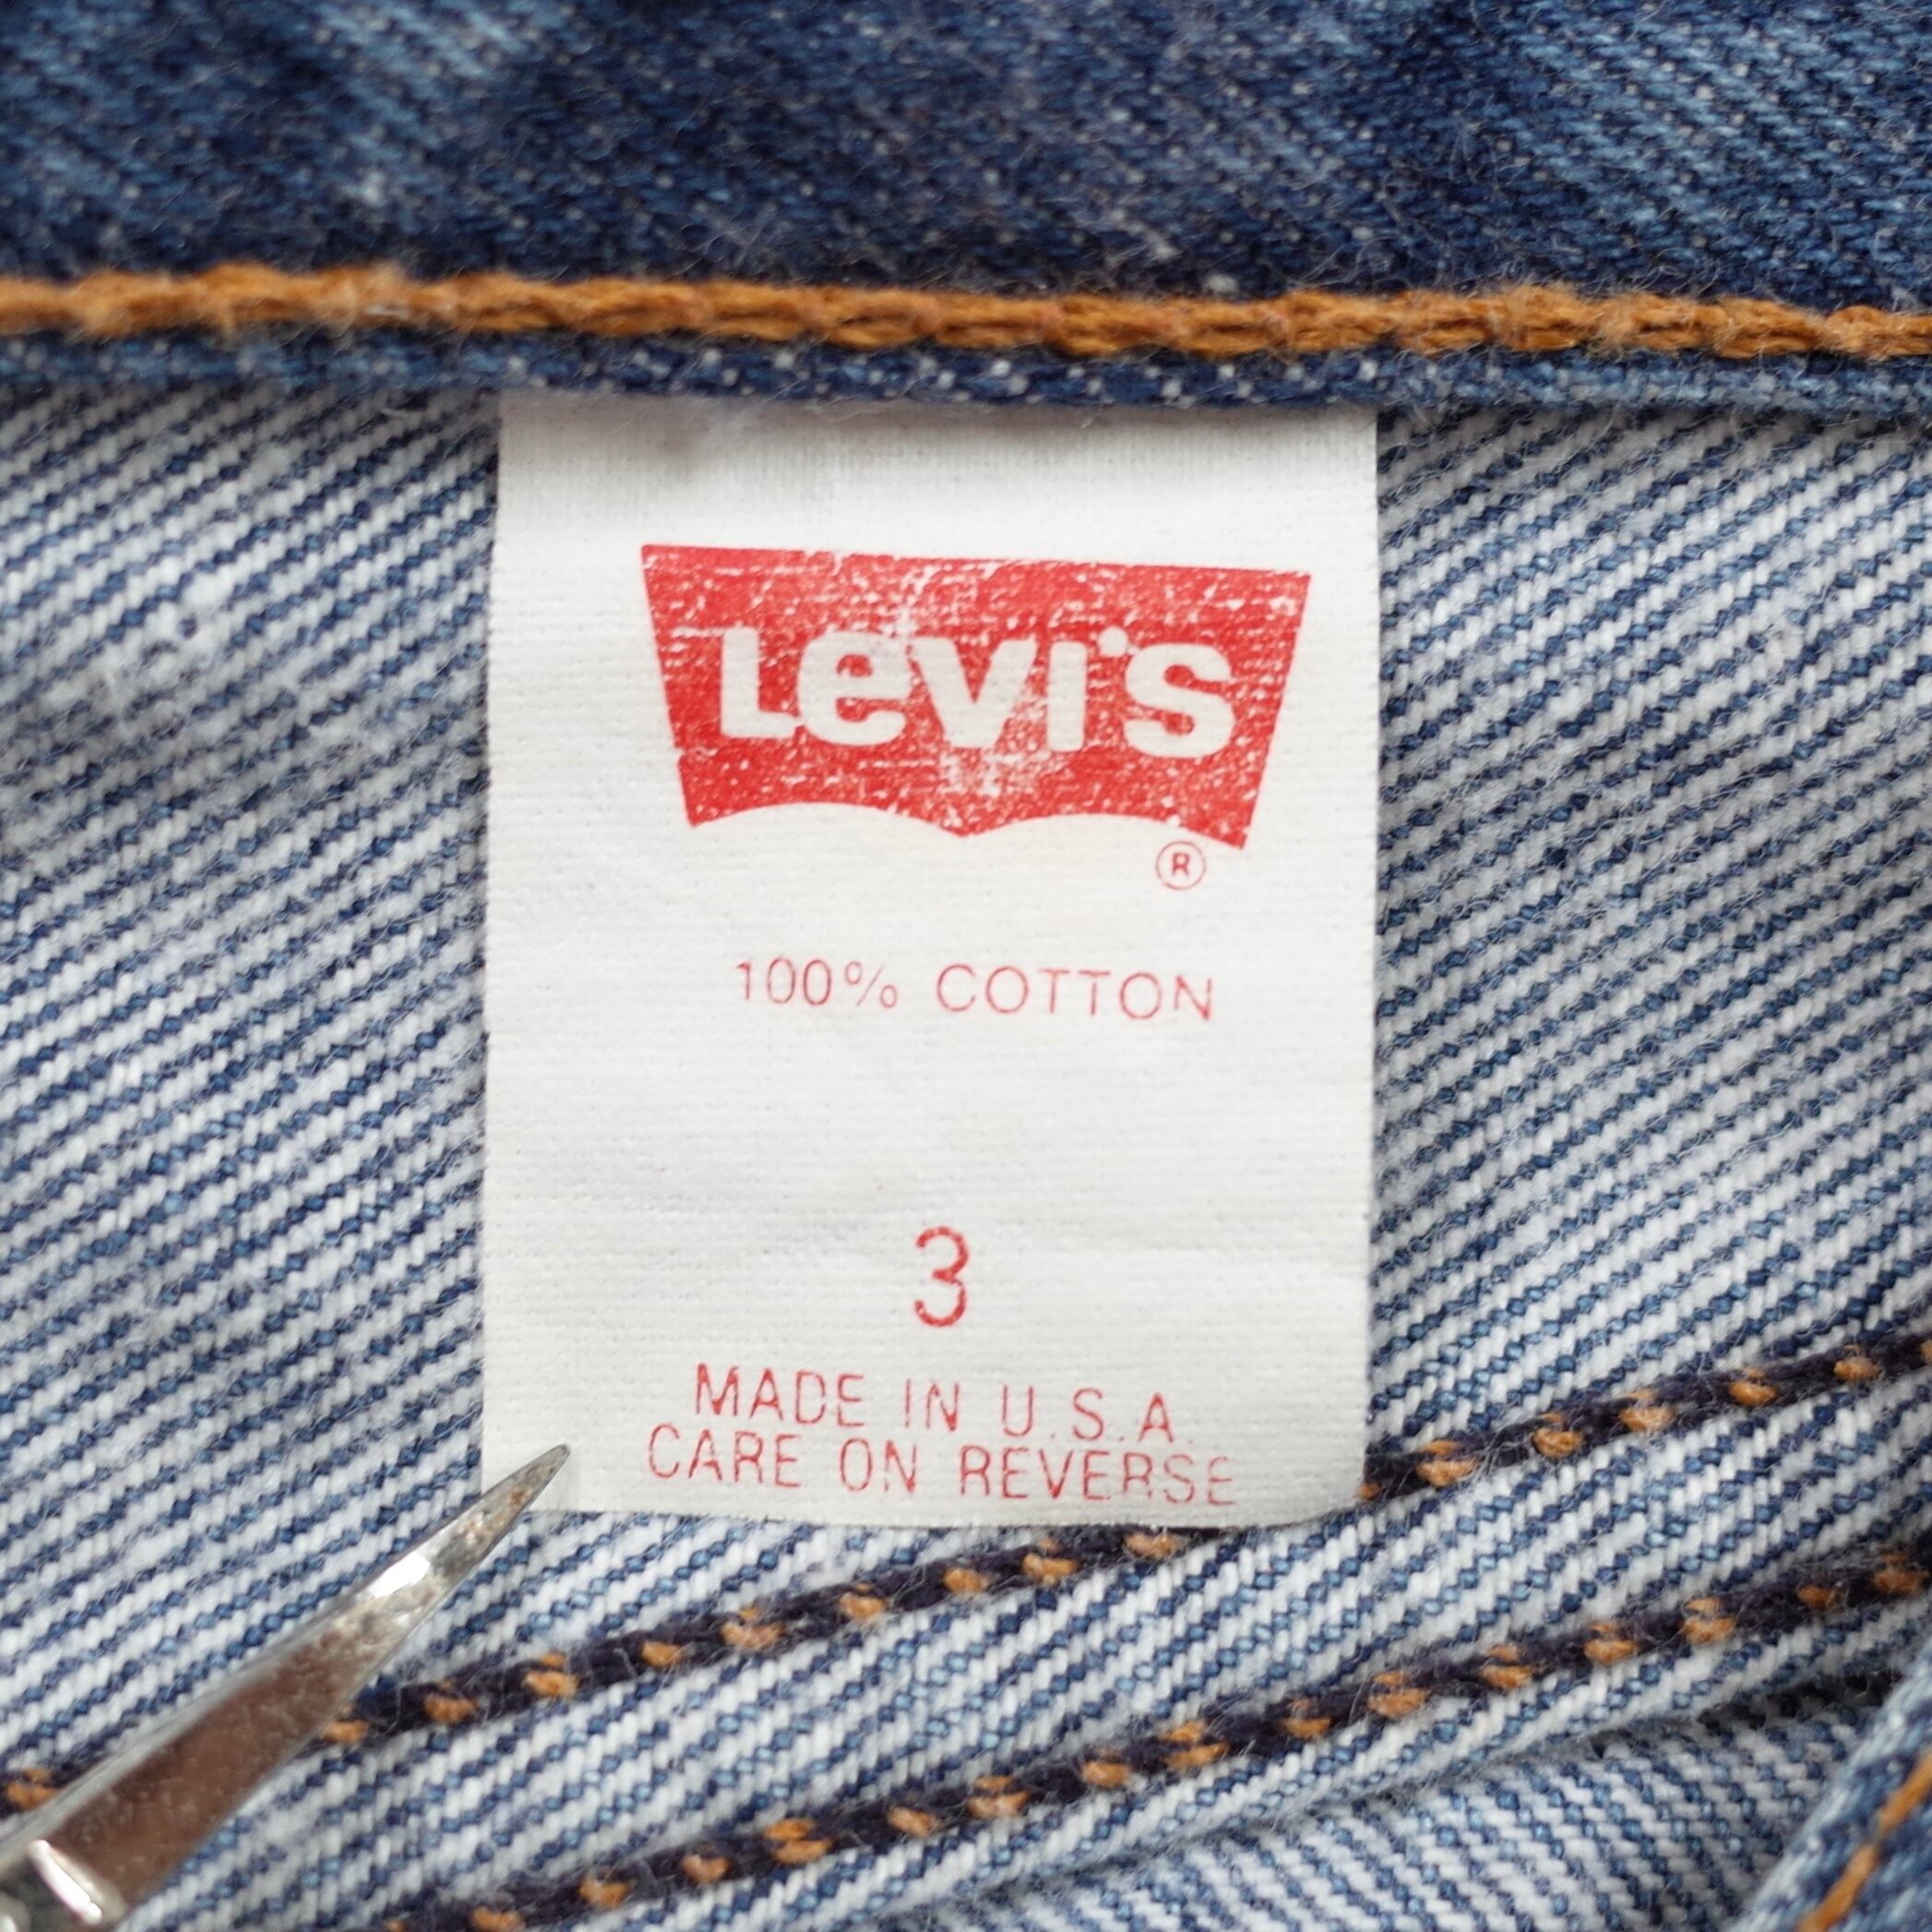 Levi's
®
100% COTTON
3
MADE IN U.S.A.
CARE ON REVERSE